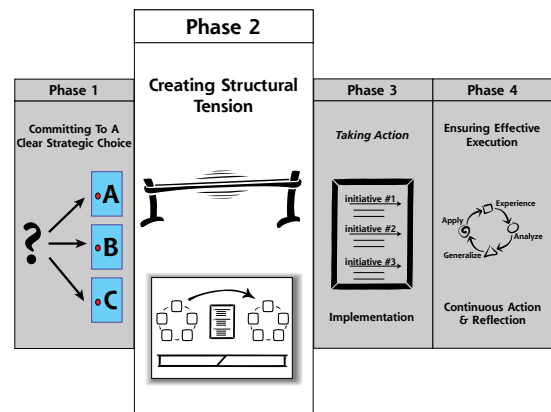 Phase 1
Committing To A
Clear Strategic Choice
?
A
B
C
Phase 2
Creating Structural
Tension
Phase 3
Taking Action
initiative #1
initiative #2
initiative #3
Implementation
Phase 4
Ensuring Effective
Execution
Experience
Apply
Analyze
Generalize
Continuous Action
& Reflection